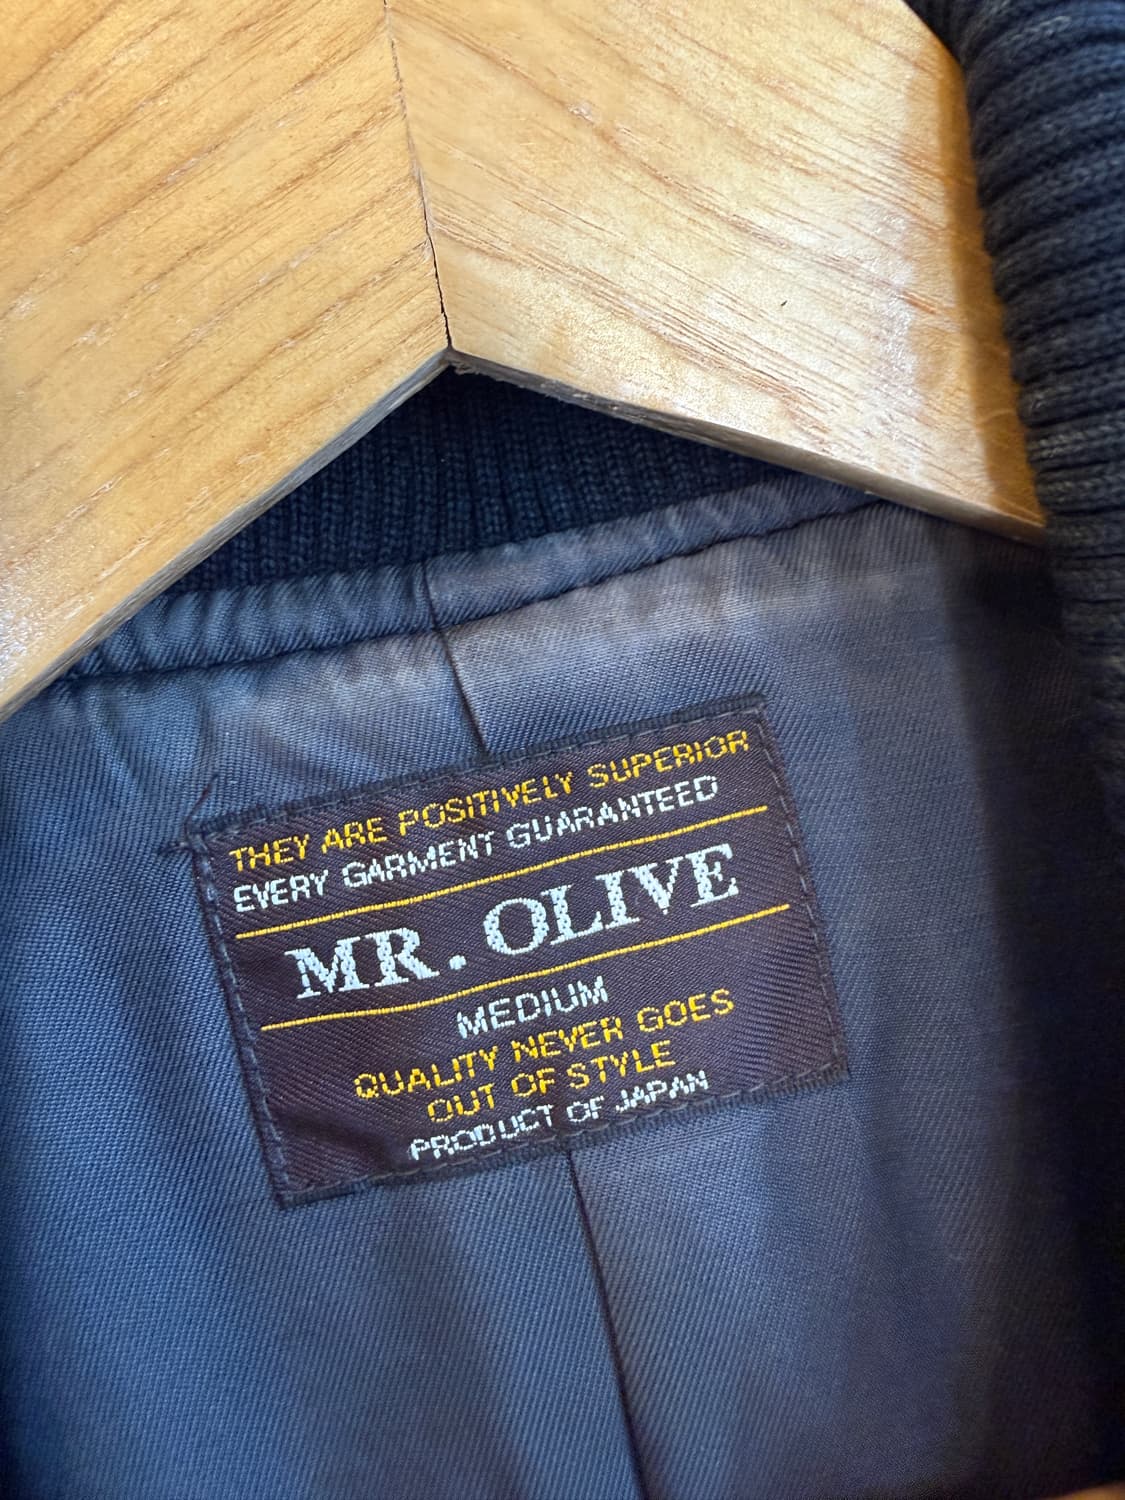 THEY ARE POSITIVELY SUPERIOR
EVERY GARMENT GUARANTEED
MR. OLIVE
MEDIUM
QUALITY NEVER GOES
OUT OF STYLE
PRODUCT OF JAPAN